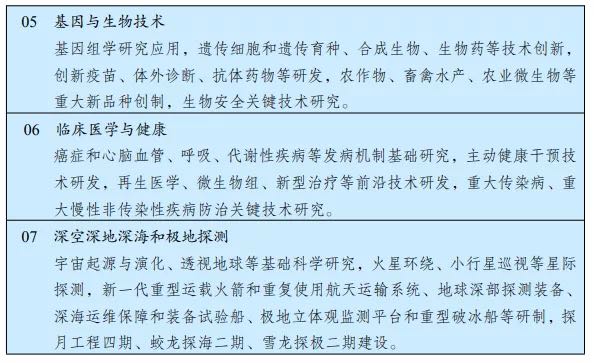 05 基因与生物技术
基因组学研究应用，遗传细胞和遗传育种、合成生物、生物药等技术创新，
创新疫苗、体外诊断、抗体药物等研发，农作物、畜禽水产、农业微生物等
重大新品种创制，生物安全关键技术研究。
06 临床医学与健康
癌症和心脑血管、呼吸、代谢性疾病等发病机制基础研究，主动健康干预技
术研发，再生医学、微生物组、新型治疗等前沿技术研发，重大传染病、重
大慢性非传染性疾病防治关键技术研究。
07 深空深地深海和极地探测
宇宙起源与演化、透视地球等基础科学研究，火星环绕、小行星巡视等星际
探测，新一代重型运载火箭和重复使用航天运输系统、地球深部探测装备、
深海运维保障和装备试验船、极地立体观监测平台和重型破冰船等研制，探
月工程四期、蛟龙探海二期、雪龙探极二期建设。